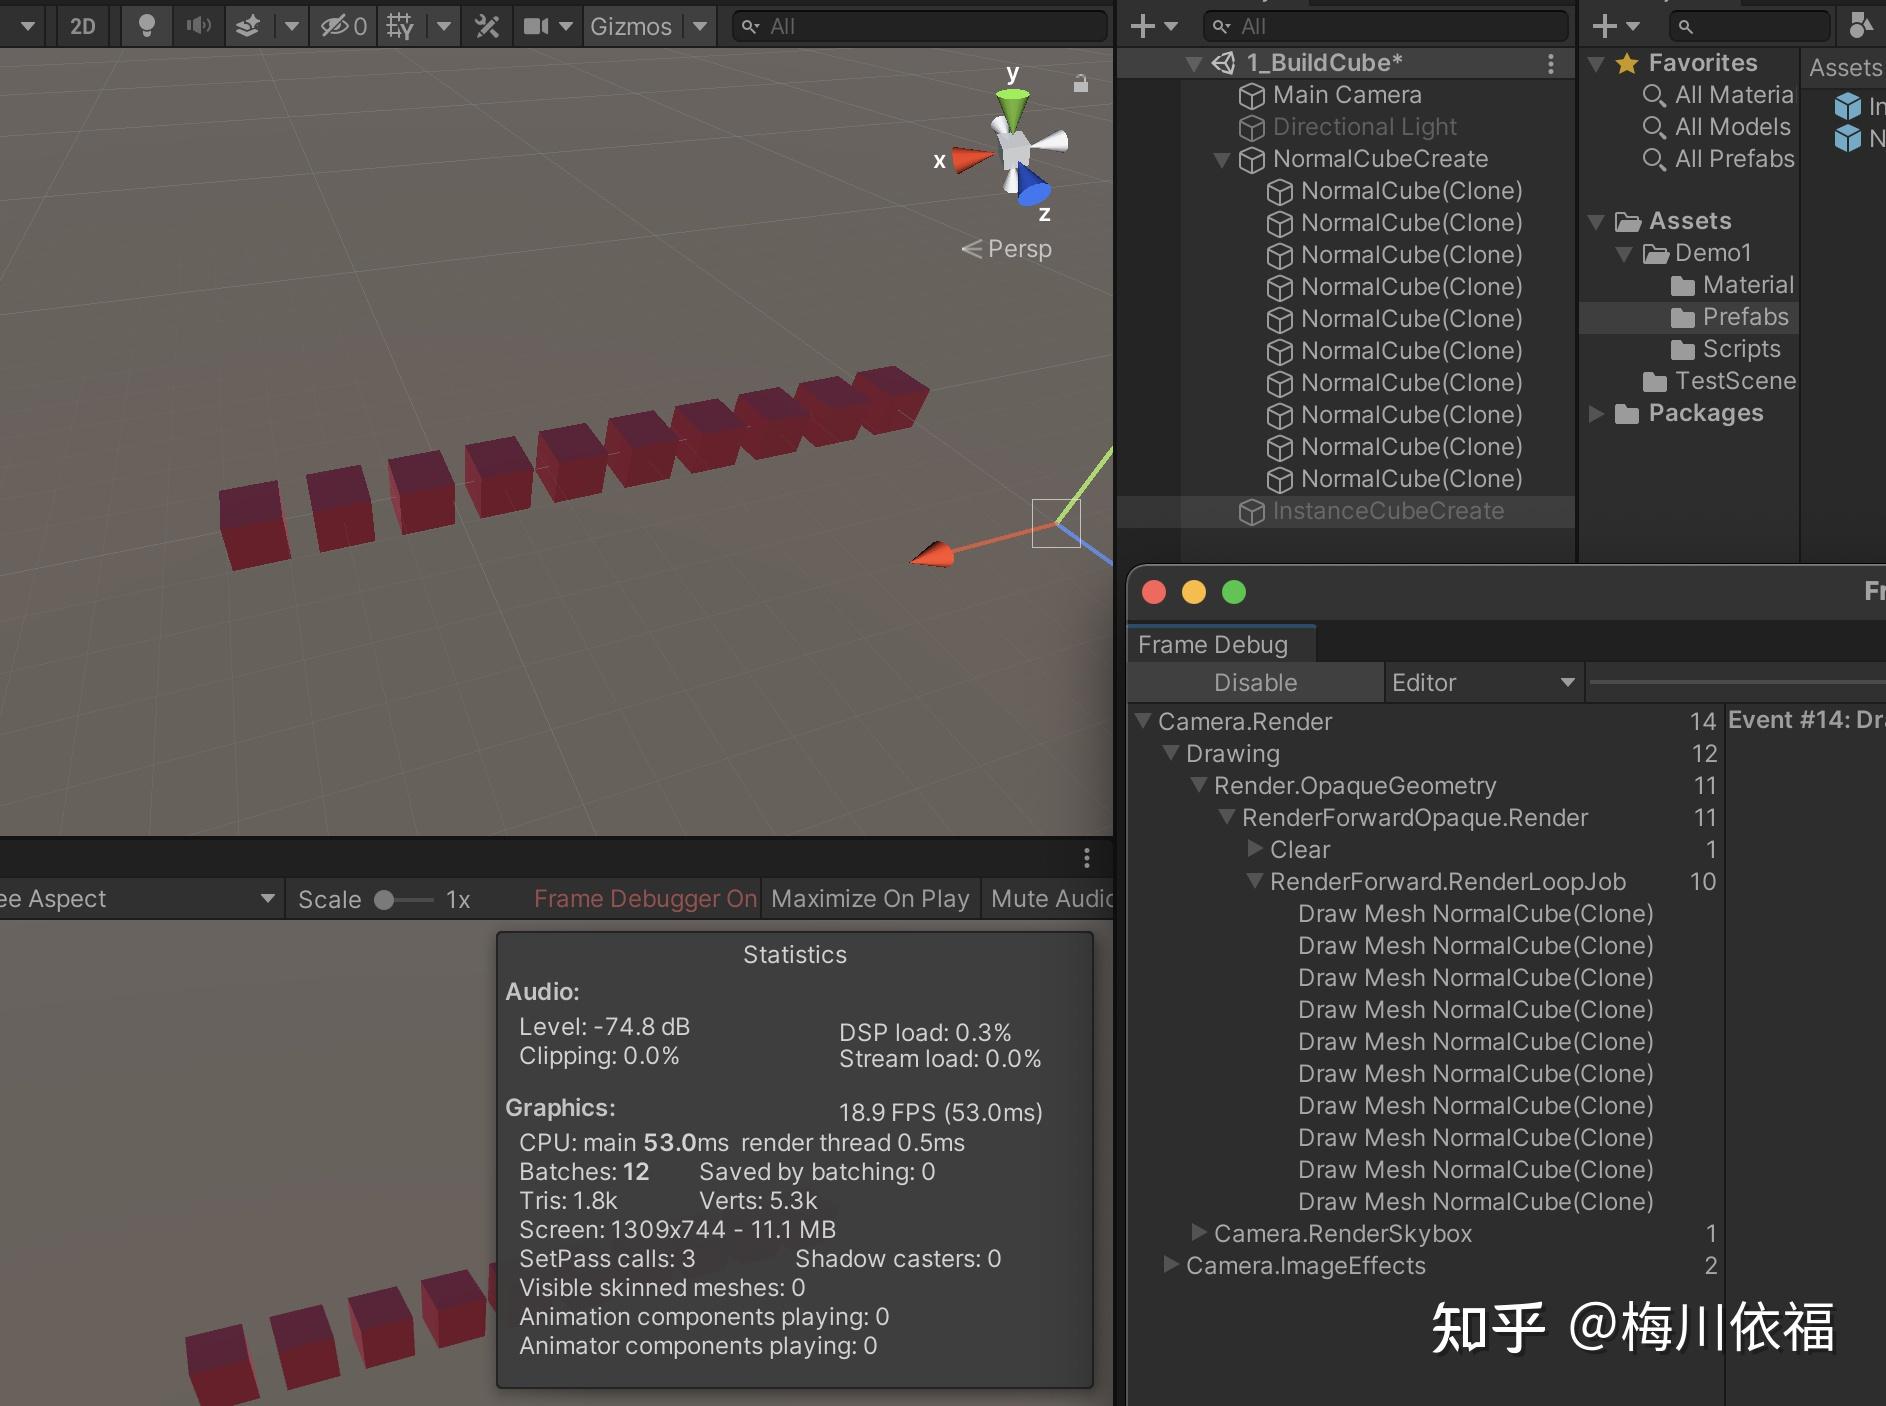 2D
0
Gizmos
All
y
x
z
Persp
All
1_BuildCube*
Main Camera
Directional Light
NormalCubeCreate
NormalCube(Clone)
NormalCube(Clone)
NormalCube(Clone)
NormalCube(Clone)
NormalCube(Clone)
NormalCube(Clone)
NormalCube(Clone)
NormalCube(Clone)
NormalCube(Clone)
NormalCube(Clone)
InstanceCubeCreate
Favorites
All Materia
All Models
All Prefabs
Assets
Demo1
Material
Prefabs
Scripts
TestScene
Packages
Assets
In
N
Fr
Frame Debug
Disable
Editor
Camera.Render 14
Drawing 12
Render.OpaqueGeometry 11
RenderForwardOpaque.Render 11
Clear 1
RenderForward.RenderLoopJob 10
Draw Mesh NormalCube(Clone)
Draw Mesh NormalCube(Clone)
Draw Mesh NormalCube(Clone)
Draw Mesh NormalCube(Clone)
Draw Mesh NormalCube(Clone)
Draw Mesh NormalCube(Clone)
Draw Mesh NormalCube(Clone)
Draw Mesh NormalCube(Clone)
Draw Mesh NormalCube(Clone)
Draw Mesh NormalCube(Clone)
Camera.RenderSkybox 1
Camera.ImageEffects 2
Event #14: Dr
ee Aspect
Scale 1x
Frame Debugger On
Maximize On Play
Mute Audio
Statistics
Audio:
Level: -74.8 dB DSP load: 0.3%
Clipping: 0.0% Stream load: 0.0%
Graphics: 18.9 FPS (53.0ms)
CPU: main 53.0ms render thread 0.5ms
Batches: 12 Saved by batching: 0
Tris: 1.8k Verts: 5.3k
Screen: 1309x744 - 11.1 MB
SetPass calls: 3 Shadow casters: 0
Visible skinned meshes: 0
Animation components playing: 0
Animator components playing: 0
知乎 @梅川依福